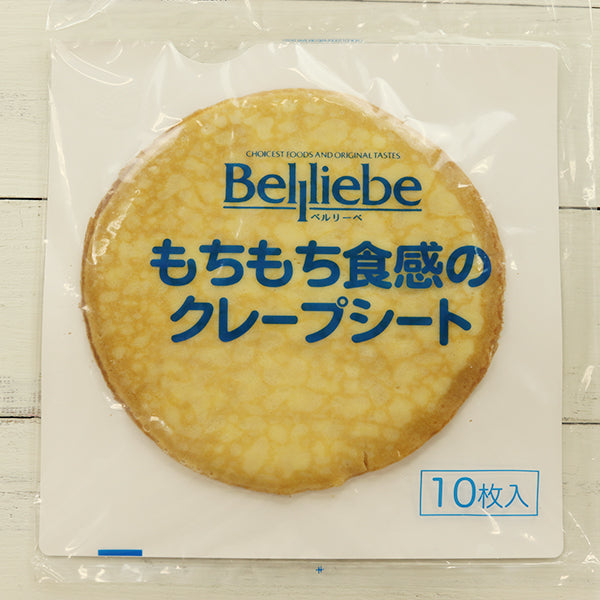 CHOICEST FOODS AND ORIGINAL TASTES
Belliebe
ベルリーベ
もちもち食感の
クレープシート
10枚入